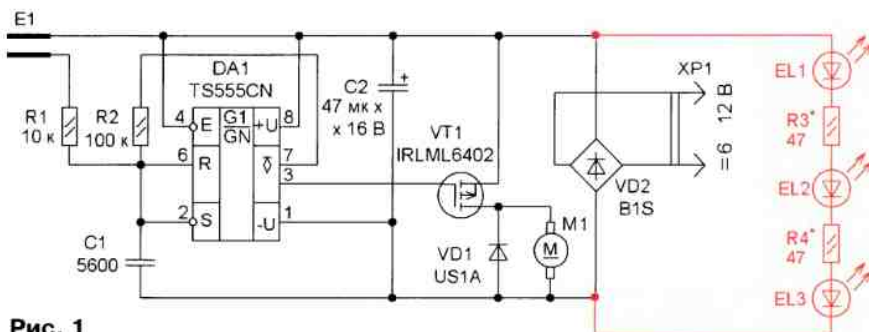 E1
DA1
TS555CN
R1
10 к
R2
100 к
4
E
G1
GN
+U
8
6
R
7
3
2
S
-U
1
C1
5600
C2
47 мк х
х 16 В
VT1
IRLML6402
VD1
US1A
M1
M
VD2
B1S
XP1
=6 12 В
EL1
R3*
47
EL2
R4*
47
EL3
Рис. 1